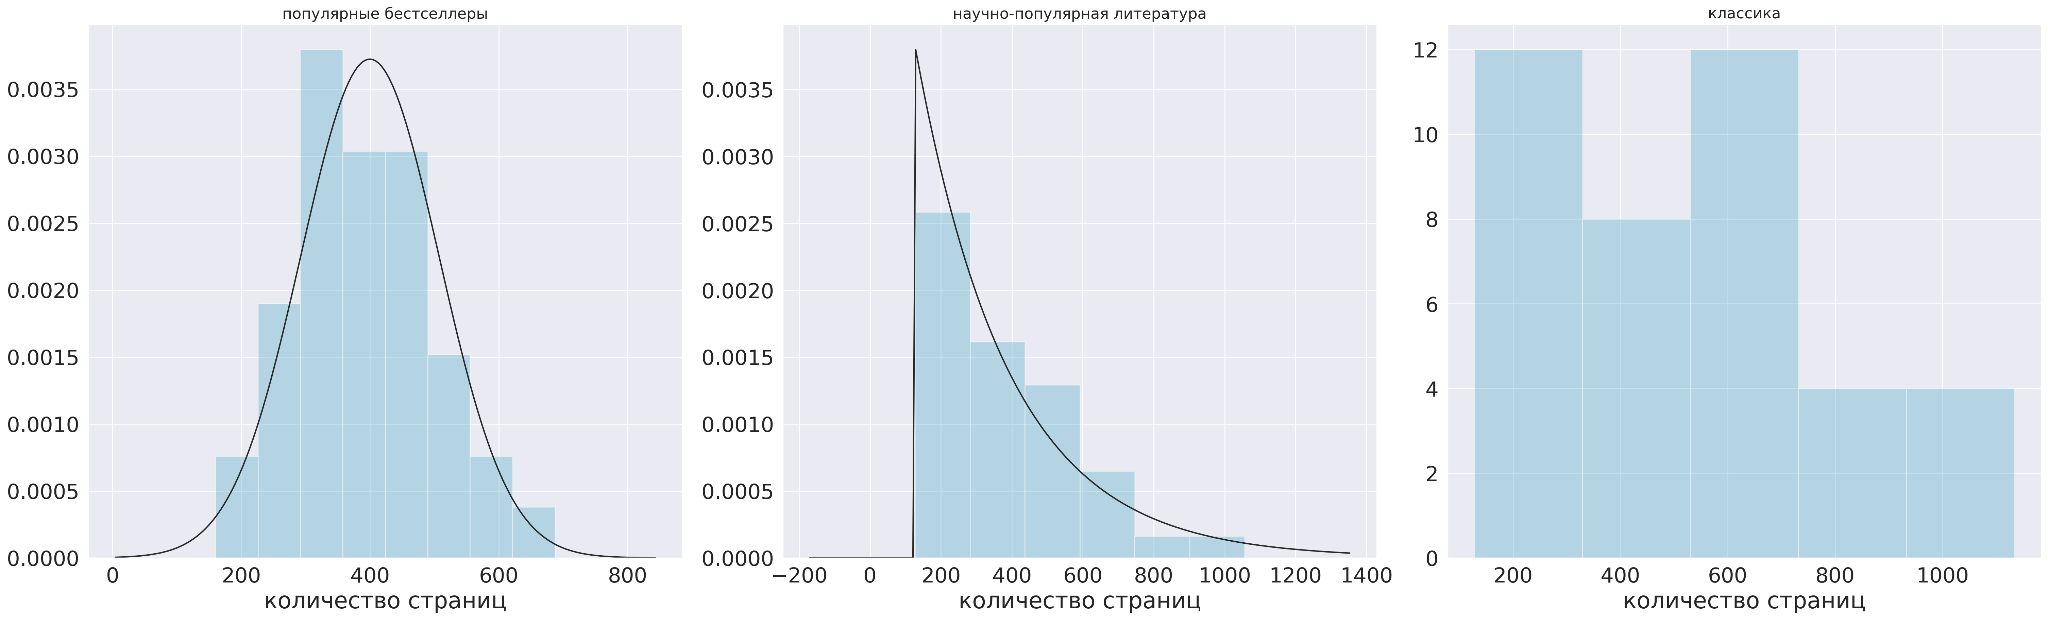 популярные бестселлеры
0.0035
0.0030
0.0025
0.0020
0.0015
0.0010
0.0005
0.0000
0 200 400 600 800
количество страниц
научно-популярная литература
0.0035
0.0030
0.0025
0.0020
0.0015
0.0010
0.0005
0.0000
−200 0 200 400 600 800 1000 1200 1400
количество страниц
классика
12
10
8
6
4
2
0
200 400 600 800 1000
количество страниц